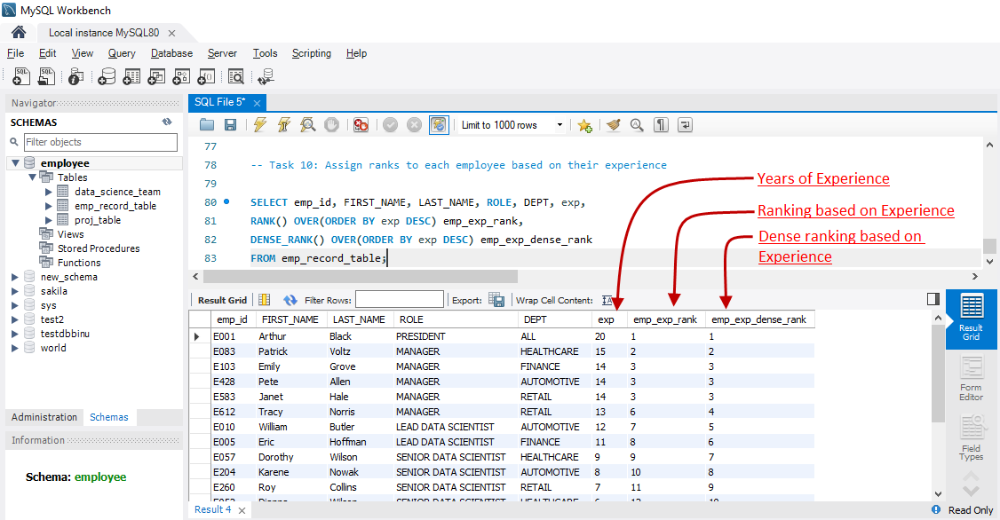 MySQL Workbench
Local instance MySQL80
File Edit View Query Database Server Tools Scripting Help
Navigator
SCHEMAS
Filter objects
employee
Tables
data_science_team
emp_record_table
proj_table
Views
Stored Procedures
Functions
new_schema
sakila
sys
test2
testdbbinu
world
Administration Schemas
Information
Schema: employee
SQL File 5*
Limit to 1000 rows
77
78 -- Task 10: Assign ranks to each employee based on their experience
79
80 SELECT emp_id, FIRST_NAME, LAST_NAME, ROLE, DEPT, exp,
81 RANK() OVER(ORDER BY exp DESC) emp_exp_rank,
82 DENSE_RANK() OVER(ORDER BY exp DESC) emp_exp_dense_rank
83 FROM emp_record_table;
Years of Experience
Ranking based on Experience
Dense ranking based on
Experience
Result Grid Filter Rows: Export: Wrap Cell Content:
emp_id FIRST_NAME LAST_NAME ROLE DEPT exp emp_exp_rank emp_exp_dense_rank
E001 Arthur Black PRESIDENT ALL 20 1 1
E083 Patrick Voltz MANAGER HEALTHCARE 15 2 2
E103 Emily Grove MANAGER FINANCE 14 3 3
E428 Pete Allen MANAGER AUTOMOTIVE 14 3 3
E583 Janet Hale MANAGER RETAIL 14 3 3
E612 Tracy Norris MANAGER RETAIL 13 6 4
E010 William Butler LEAD DATA SCIENTIST AUTOMOTIVE 12 7 5
E005 Eric Hoffman LEAD DATA SCIENTIST FINANCE 11 8 6
E057 Dorothy Wilson SENIOR DATA SCIENTIST HEALTHCARE 9 9 7
E204 Karene Nowak SENIOR DATA SCIENTIST AUTOMOTIVE 8 10 8
E260 Roy Collins SENIOR DATA SCIENTIST RETAIL 7 11 9
Result 4
Result
Grid
Form
Editor
Field
Types
Read Only